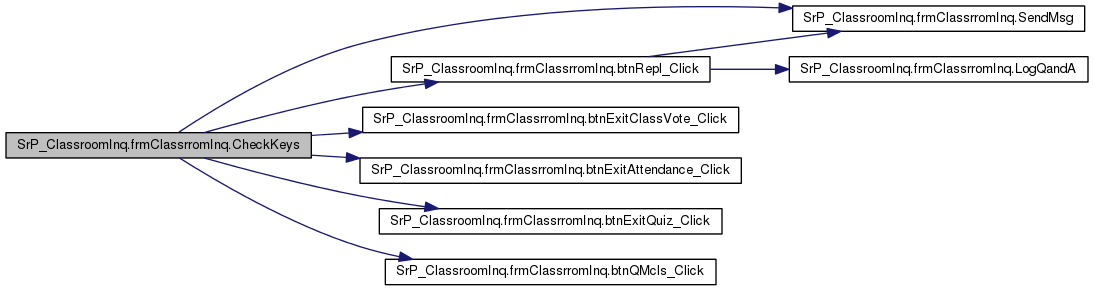 SrP_ClassroomInq.frmClassrromInq.SendMsg
SrP_ClassroomInq.frmClassrromInq.btnRepl_Click
SrP_ClassroomInq.frmClassrromInq.LogQandA
SrP_ClassroomInq.frmClassrromInq.btnExitClassVote_Click
SrP_ClassroomInq.frmClassrromInq.CheckKeys
SrP_ClassroomInq.frmClassrromInq.btnExitAttendance_Click
SrP_ClassroomInq.frmClassrromInq.btnExitQuiz_Click
SrP_ClassroomInq.frmClassrromInq.btnQMcls_Click